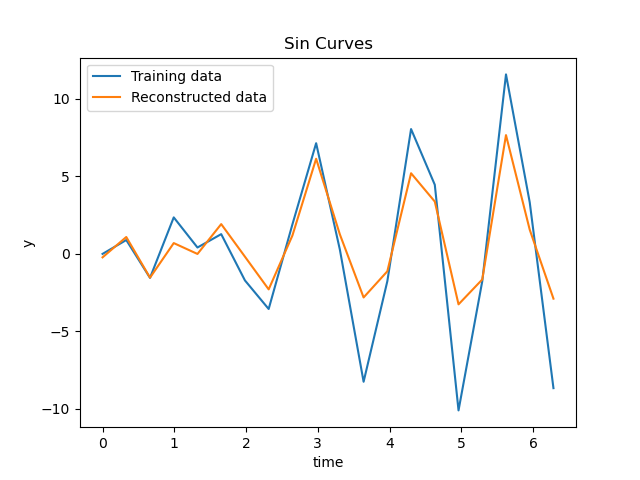 Sin Curves
Training data
Reconstructed data
10
5
0
−5
−10
y
0 1 2 3 4 5 6
time